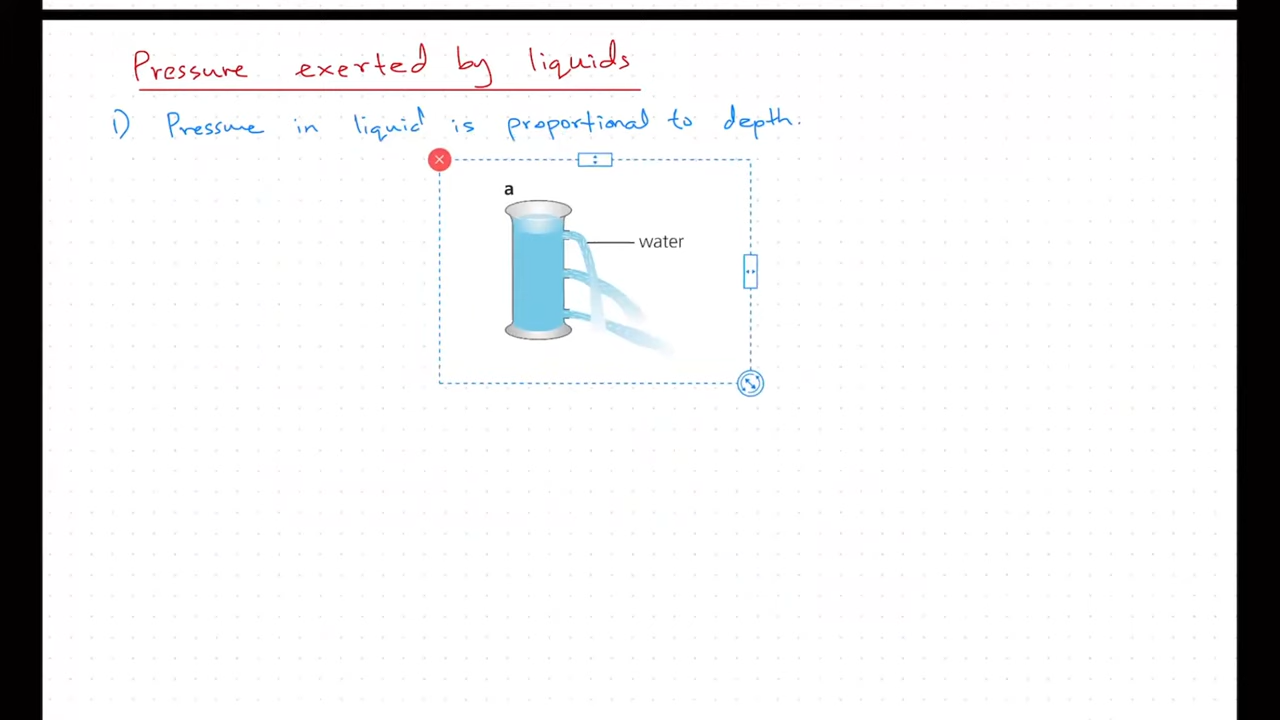 Pressure exerted by liquids
1) Pressure in liquid is proportional to depth.
a
water